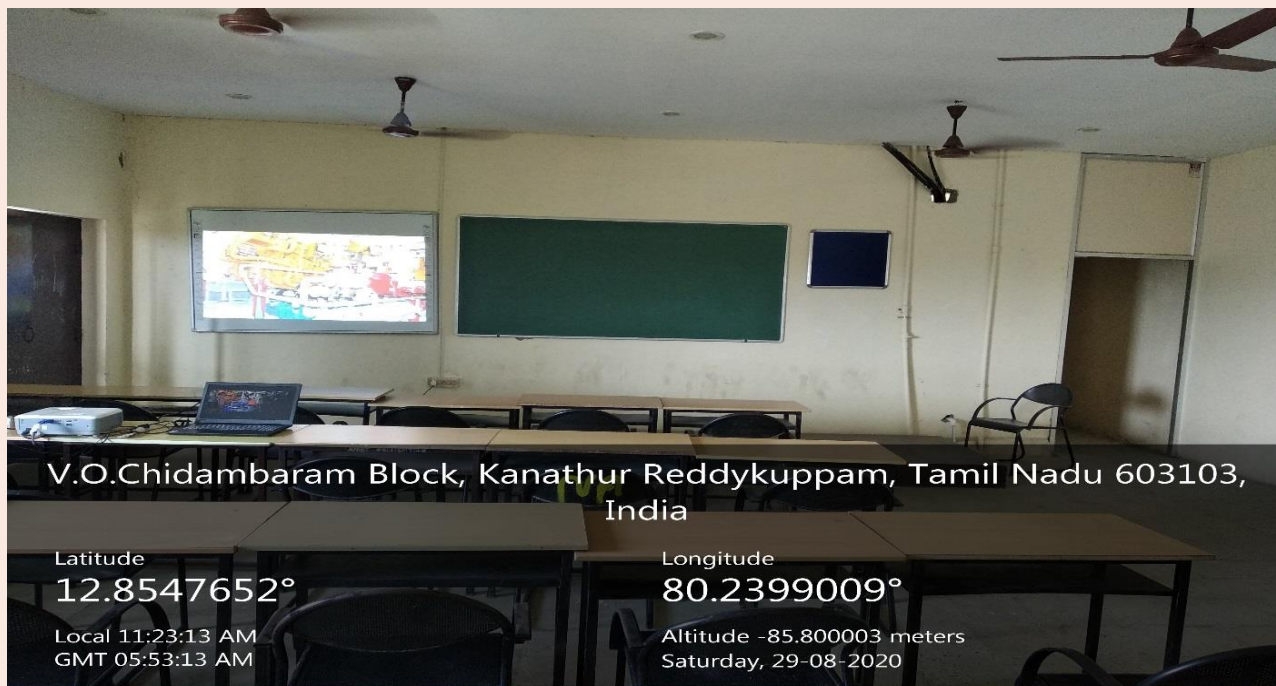 V.O.Chidambaram Block, Kanathur Reddykuppam, Tamil Nadu 603103,
India
Latitude
12.8547652°
Longitude
80.2399009°
Local 11:23:13 AM
GMT 05:53:13 AM
Altitude -85.800003 meters
Saturday, 29-08-2020